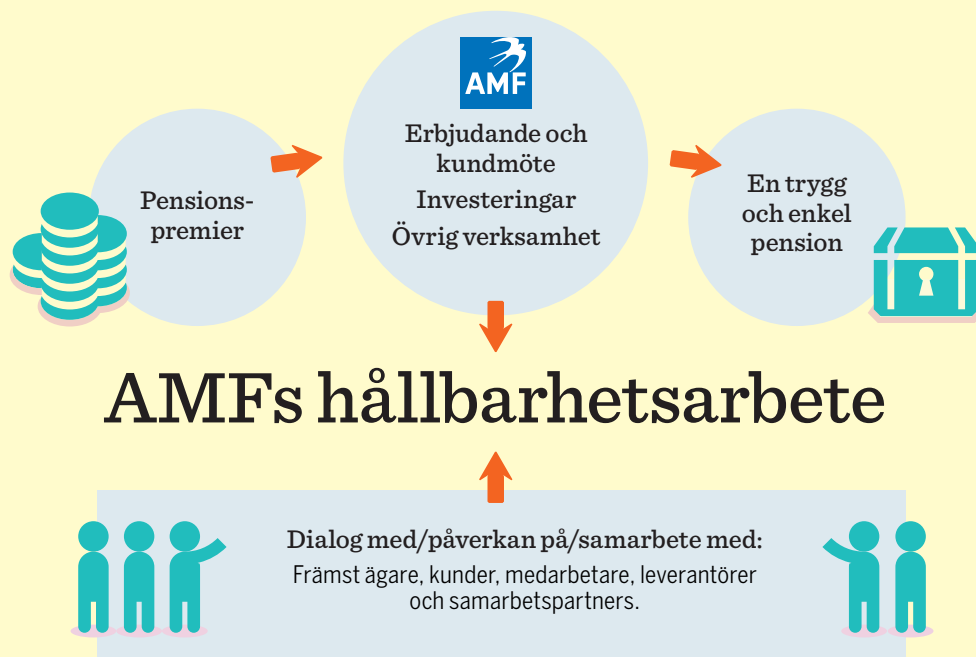 AMF
Erbjudande och
kundmöte
Investeringar
Övrig verksamhet
Pensions-
premier
En trygg
och enkel
pension
AMFs hållbarhetsarbete
Dialog med/påverkan på/samarbete med:
Främst ägare, kunder, medarbetare, leverantörer
och samarbetspartners.